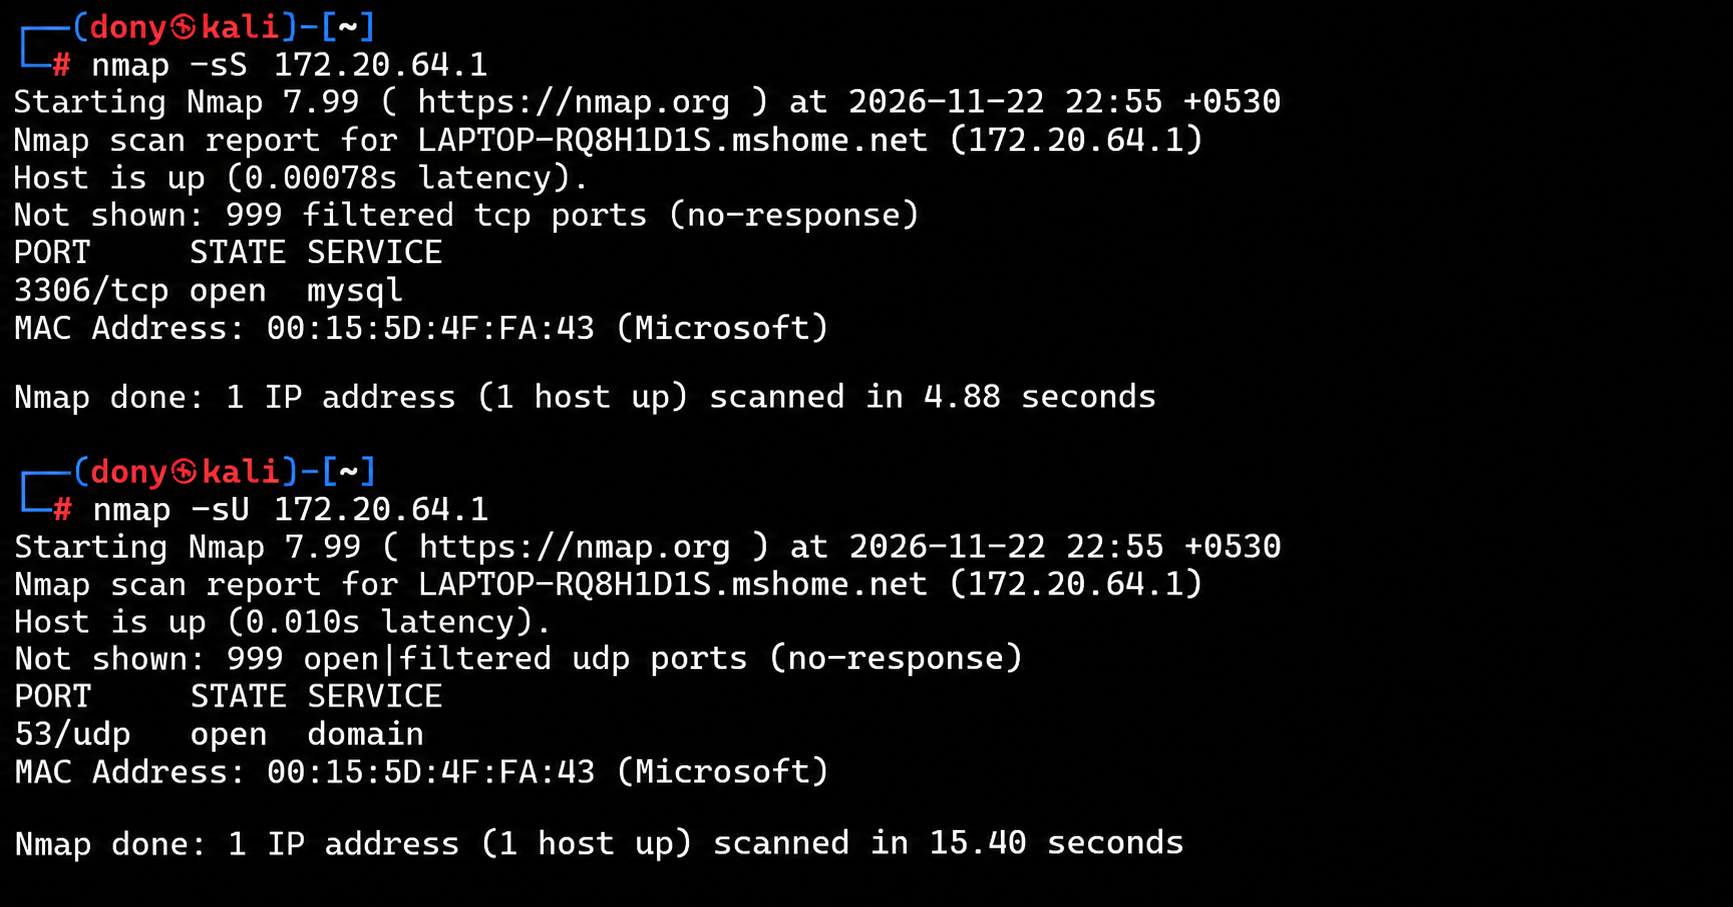 ┌──(dony㉿kali)-[~]
└─# nmap -sS 172.20.64.1
Starting Nmap 7.99 ( https://nmap.org ) at 2026-11-22 22:55 +0530
Nmap scan report for LAPTOP-RQ8H1D1S.mshome.net (172.20.64.1)
Host is up (0.00078s latency).
Not shown: 999 filtered tcp ports (no-response)
PORT     STATE SERVICE
3306/tcp open  mysql
MAC Address: 00:15:5D:4F:FA:43 (Microsoft)

Nmap done: 1 IP address (1 host up) scanned in 4.88 seconds

┌──(dony㉿kali)-[~]
└─# nmap -sU 172.20.64.1
Starting Nmap 7.99 ( https://nmap.org ) at 2026-11-22 22:55 +0530
Nmap scan report for LAPTOP-RQ8H1D1S.mshome.net (172.20.64.1)
Host is up (0.010s latency).
Not shown: 999 open|filtered udp ports (no-response)
PORT     STATE SERVICE
53/udp   open  domain
MAC Address: 00:15:5D:4F:FA:43 (Microsoft)

Nmap done: 1 IP address (1 host up) scanned in 15.40 seconds